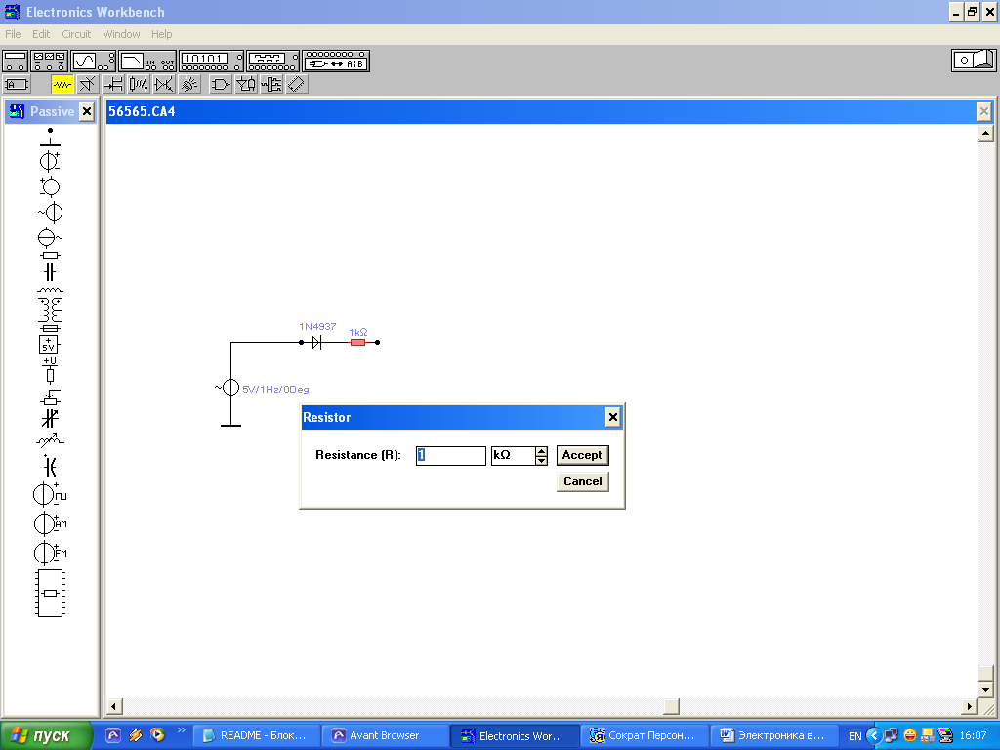 Electronics Workbench
File Edit Circuit Window Help
IN OUT
10101
A|B
A
Passive
56565.CA4
5V
+U
AM
FM
1N4937
1kΩ
5V/1Hz/0Deg
Resistor
Resistance (R): 1 kΩ Accept
Cancel
пуск
README - Блок...
Avant Browser
Electronics Wor...
Сократ Персон...
Электроника в...
EN
16:07